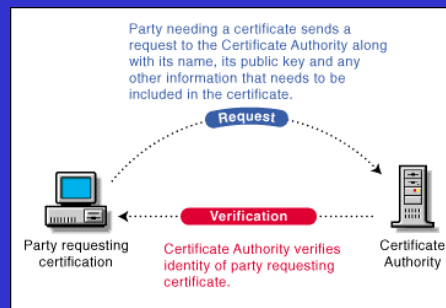 Party needing a certificate sends a
request to the Certificate Authority along
with its name, its public key and any
other information that needs to be
included in the certificate.
Request
Verification
Party requesting
certification
Certificate Authority verifies
identity of party requesting
certificate.
Certificate
Authority